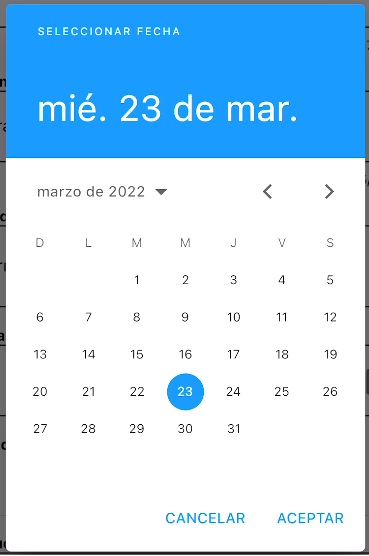 SELECCIONAR FECHA
mié. 23 de mar.
marzo de 2022
D L M M J V S
1 2 3 4 5
6 7 8 9 10 11 12
13 14 15 16 17 18 19
20 21 22 23 24 25 26
27 28 29 30 31
CANCELAR ACEPTAR